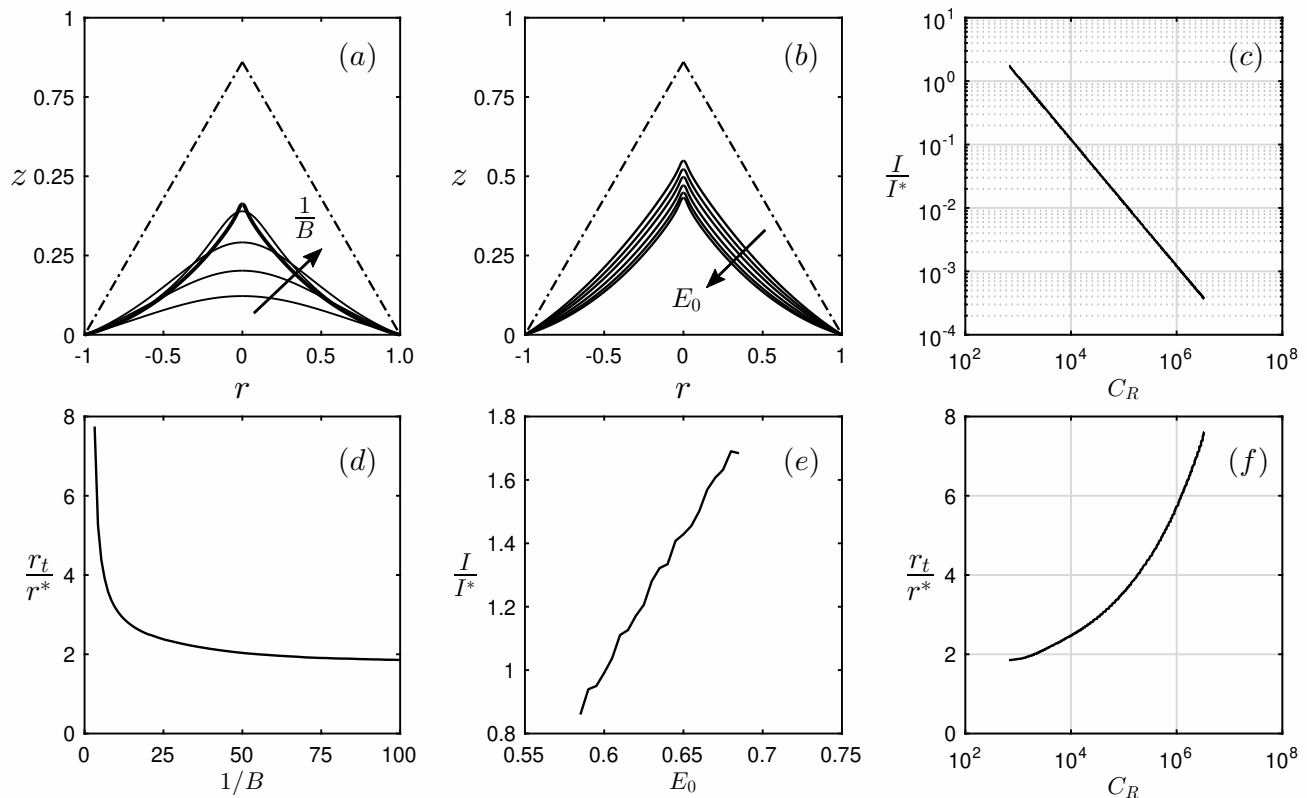 (a)
1
0.75
0.25
0.25
0
z
1/B
-1 -0.5 0 0.5 1.0
r
(b)
1
0.75
0.5
0.25
0
z
E_0
-1 -0.5 0 0.5 1
r
(c)
10^1
10^0
10^-1
10^-2
10^-3
10^-4
I/I*
10^2 10^4 10^6 10^8
C_R
(d)
8
6
4
2
0
r_t/r*
0 25 50 75 100
1/B
(e)
1.8
1.6
1.4
1.2
1
0.8
I/I*
0.55 0.6 0.65 0.7 0.75
E_0
(f)
8
6
4
2
0
r_t/r*
10^2 10^4 10^6 10^8
C_R